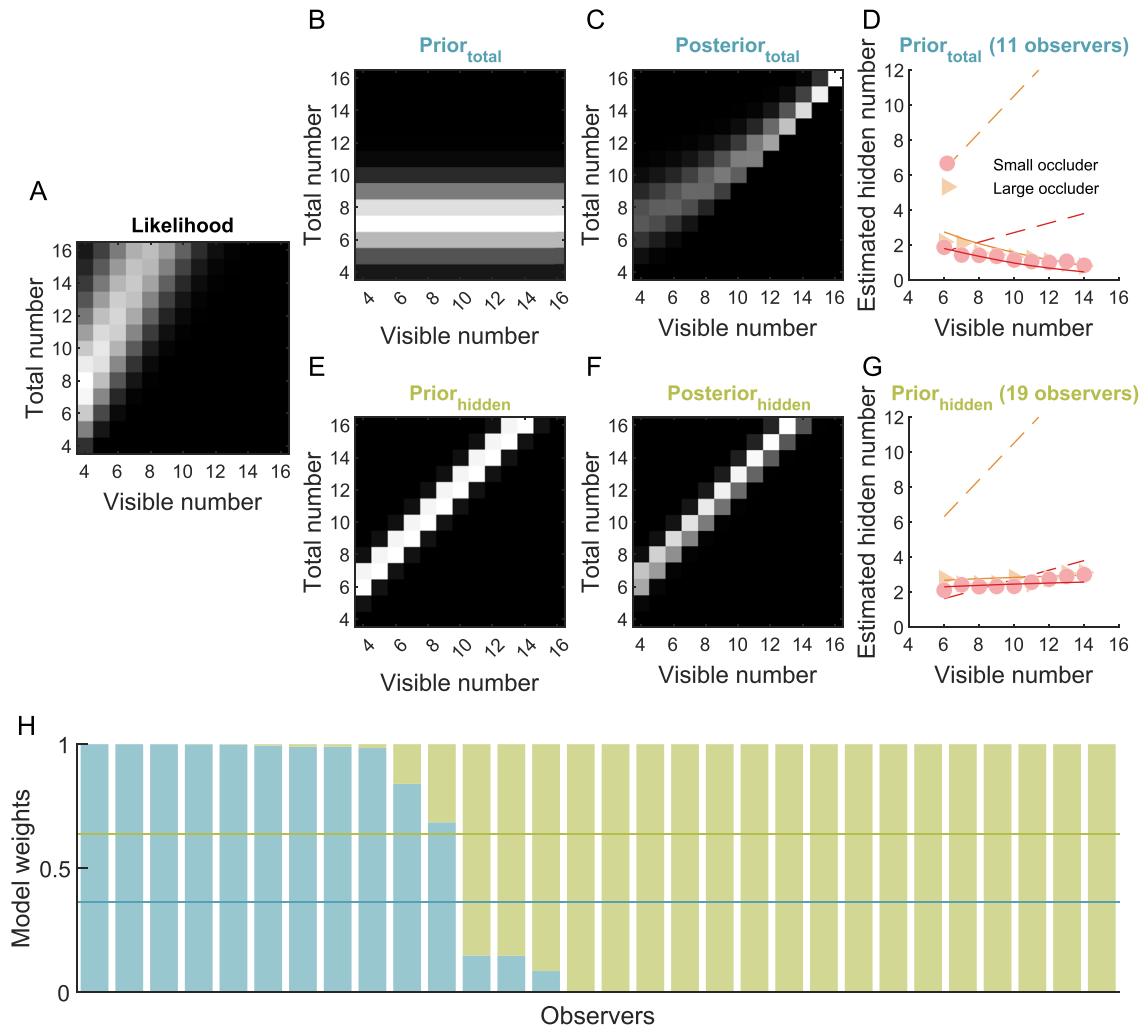 A
Likelihood
Total number
16
14
12
10
8
6
4
4 6 8 10 12 14 16
Visible number
B
Prior_total
Total number
16
14
12
10
8
6
4
4 6 8 10 12 14 16
Visible number
C
Posterior_total
Total number
16
14
12
10
8
6
4
4 6 8 10 12 14 16
Visible number
D
Prior_total (11 observers)
Estimated hidden number
12
10
8
6
4
2
0
Small occluder
Large occluder
4 6 8 10 12 14 16
Visible number
E
Prior_hidden
Total number
16
14
12
10
8
6
4
4 6 8 10 12 14 16
Visible number
F
Posterior_hidden
Total number
16
14
12
10
8
6
4
4 6 8 10 12 14 16
Visible number
G
Prior_hidden (19 observers)
Estimated hidden number
12
10
8
6
4
2
0
4 6 8 10 12 14 16
Visible number
H
Model weights
1
0.5
0
Observers